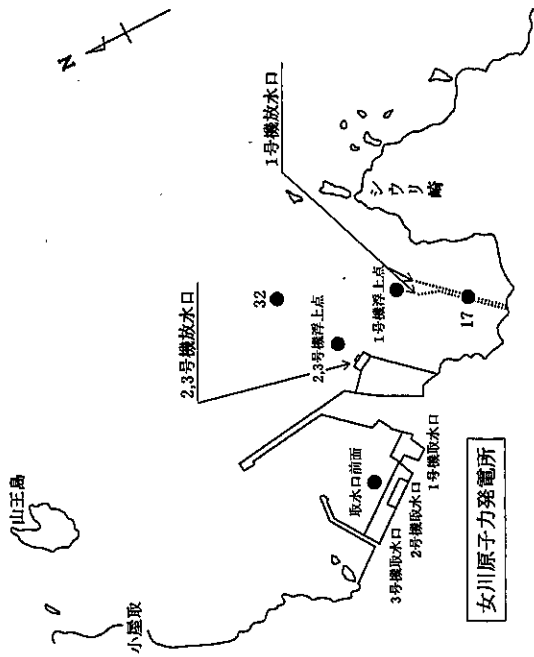 N
1号機放水口
シウリ崎
2,3号機放水口
32
2,3号機浮上点
1号機浮上点
17
山王島
小屋取
取水口前面
1号機取水口
2号機取水口
3号機取水口
女川原子力発電所